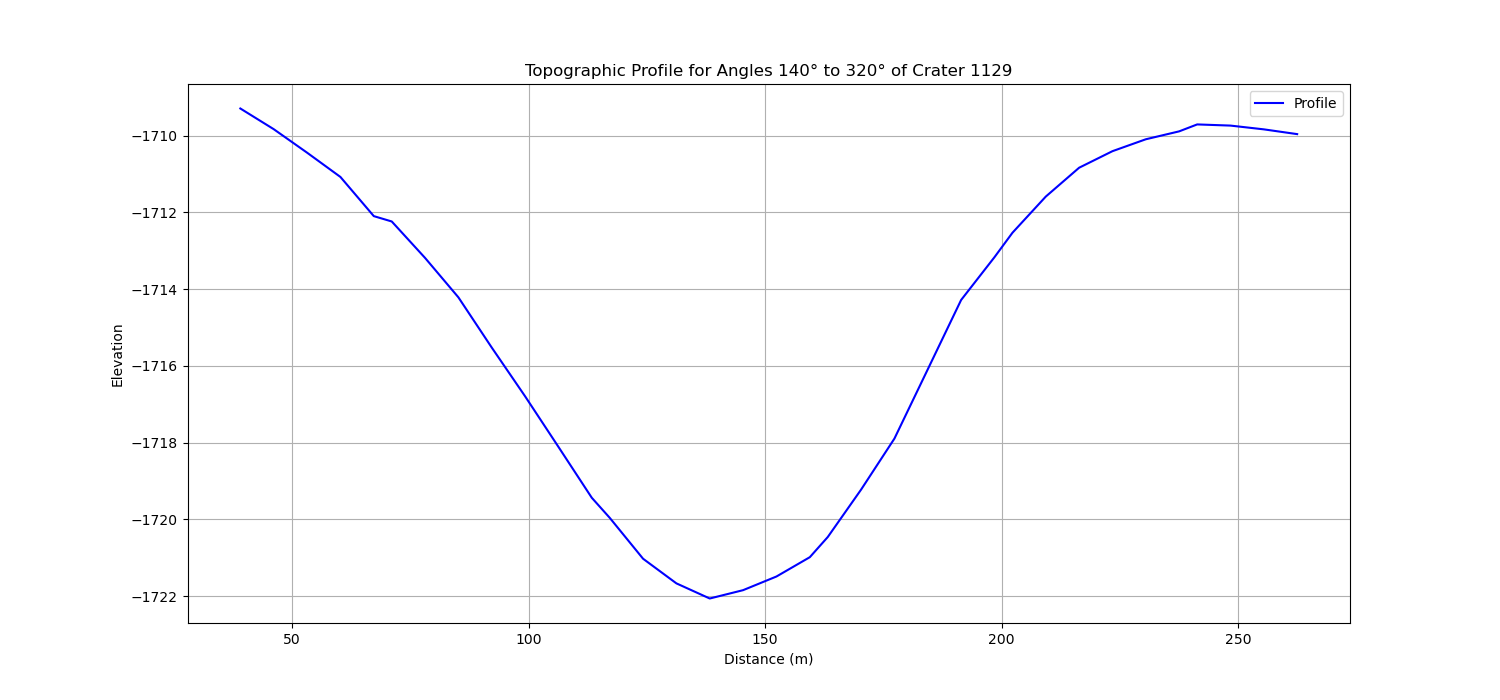 Topographic Profile for Angles 140° to 320° of Crater 1129
Profile
−1710
−1712
−1714
−1716
−1718
−1720
−1722
Elevation
50 100 150 200 250
Distance (m)